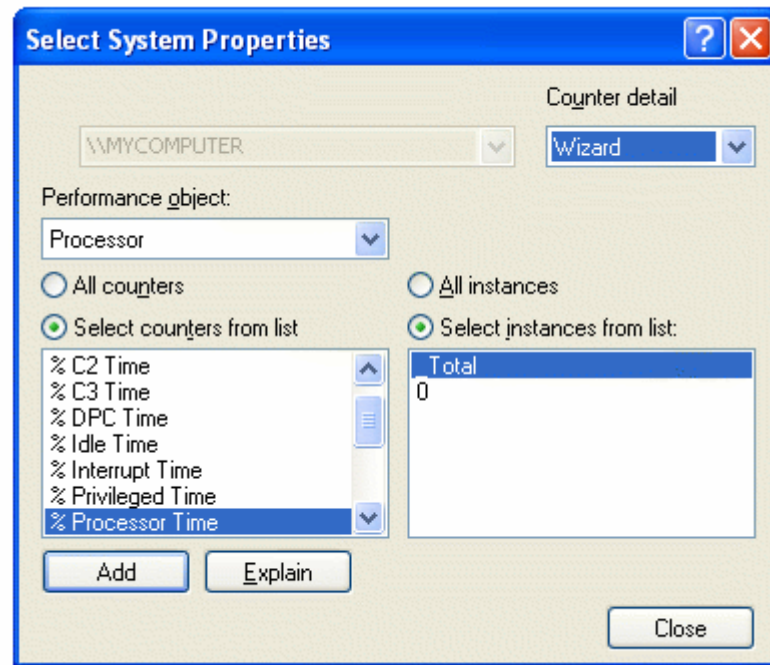 Select System Properties
Counter detail
\\MYCOMPUTER
Wizard
Performance object:
Processor
All counters
All instances
Select counters from list
Select instances from list:
% C2 Time
% C3 Time
% DPC Time
% Idle Time
% Interrupt Time
% Privileged Time
% Processor Time
_Total
0
Add
Explain
Close